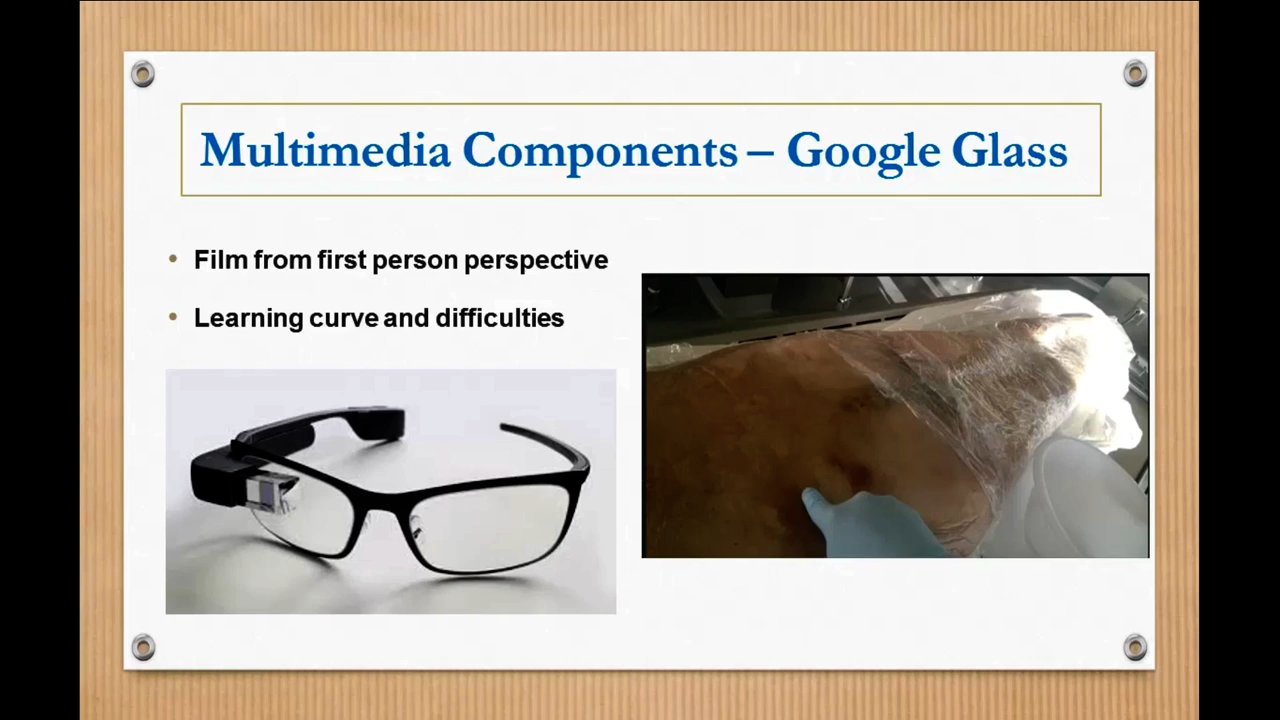 Multimedia Components – Google Glass
• Film from first person perspective
• Learning curve and difficulties